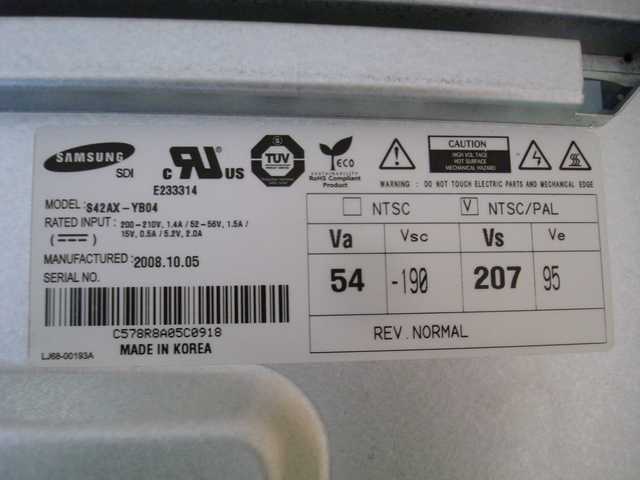 SAMSUNG SDI
c RU US
E233314
TÜV
ECO
SUSTAINABILITY
RoHS Compliant
Product
CAUTION
HIGH VOLTAGE
HOT SURFACE
MECHANICAL HAZARD
WARNING : DO NOT TOUCH ELECTRIC PARTS AND MECHANICAL EDGE
MODEL : S42AX-YB04
RATED INPUT : 200-210V, 1.4A / 52-56V, 1.5A /
15V, 0.5A / 5.2V, 2.0A
MANUFACTURED : 2008.10.05
SERIAL NO.
C578R8A05C0918
LJ68-00193A
MADE IN KOREA
NTSC
V NTSC/PAL
Va Vsc Vs Ve
54 -190 207 95
REV.NORMAL